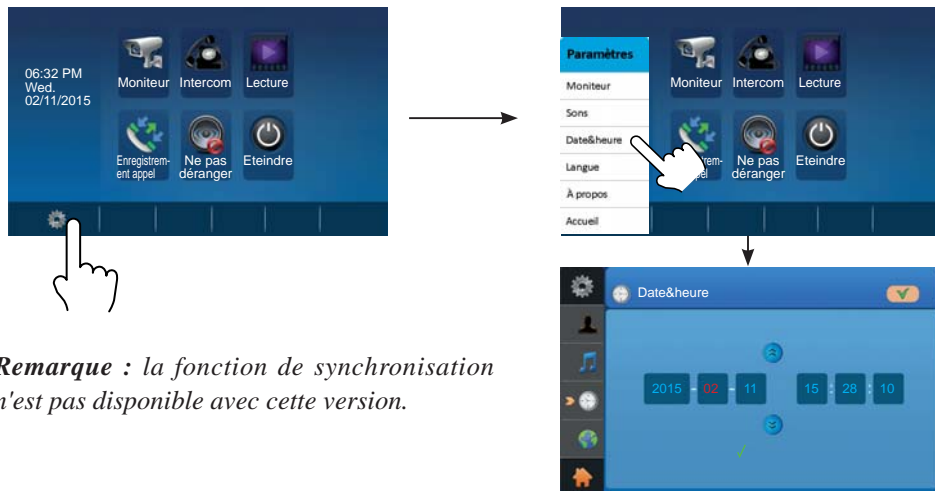 06:32 PM
Wed.
02/11/2015
Moniteur
Intercom
Lecture
Enregistrem-
ent appel
Ne pas
déranger
Eteindre
Paramètres
Moniteur
Sons
Date&heure
Langue
À propos
Accueil
Moniteur
Intercom
Lecture
Ne pas
déranger
Eteindre
Date&heure
2015 - 02 - 11 15 : 28 : 10
Remarque : la fonction de synchronisation
n'est pas disponible avec cette version.